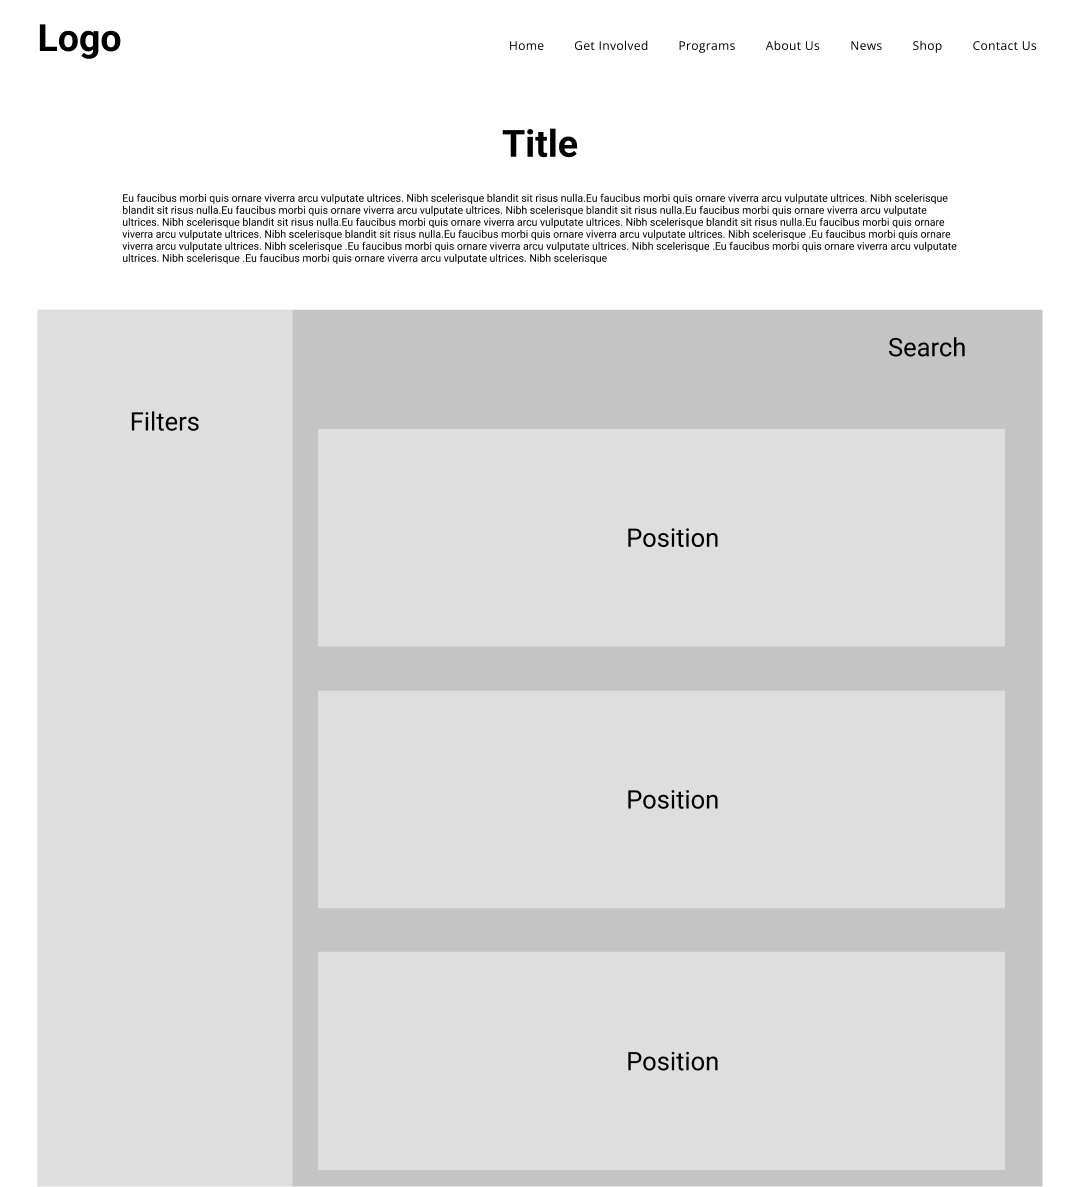 Logo
Home Get Involved Programs About Us News Shop Contact Us
Title
Eu faucibus morbi quis ornare viverra arcu vulputate ultrices. Nibh scelerisque blandit sit risus nulla.Eu faucibus morbi quis ornare viverra arcu vulputate ultrices. Nibh scelerisque
blandit sit risus nulla.Eu faucibus morbi quis ornare viverra arcu vulputate ultrices. Nibh scelerisque blandit sit risus nulla.Eu faucibus morbi quis ornare viverra arcu vulputate
ultrices. Nibh scelerisque blandit sit risus nulla.Eu faucibus morbi quis ornare viverra arcu vulputate ultrices. Nibh scelerisque blandit sit risus nulla.Eu faucibus morbi quis ornare
viverra arcu vulputate ultrices. Nibh scelerisque blandit sit risus nulla.Eu faucibus morbi quis ornare viverra arcu vulputate ultrices. Nibh scelerisque .Eu faucibus morbi quis ornare
viverra arcu vulputate ultrices. Nibh scelerisque .Eu faucibus morbi quis ornare viverra arcu vulputate ultrices. Nibh scelerisque .Eu faucibus morbi quis ornare viverra arcu vulputate
ultrices. Nibh scelerisque .Eu faucibus morbi quis ornare viverra arcu vulputate ultrices. Nibh scelerisque
Search
Filters
Position
Position
Position